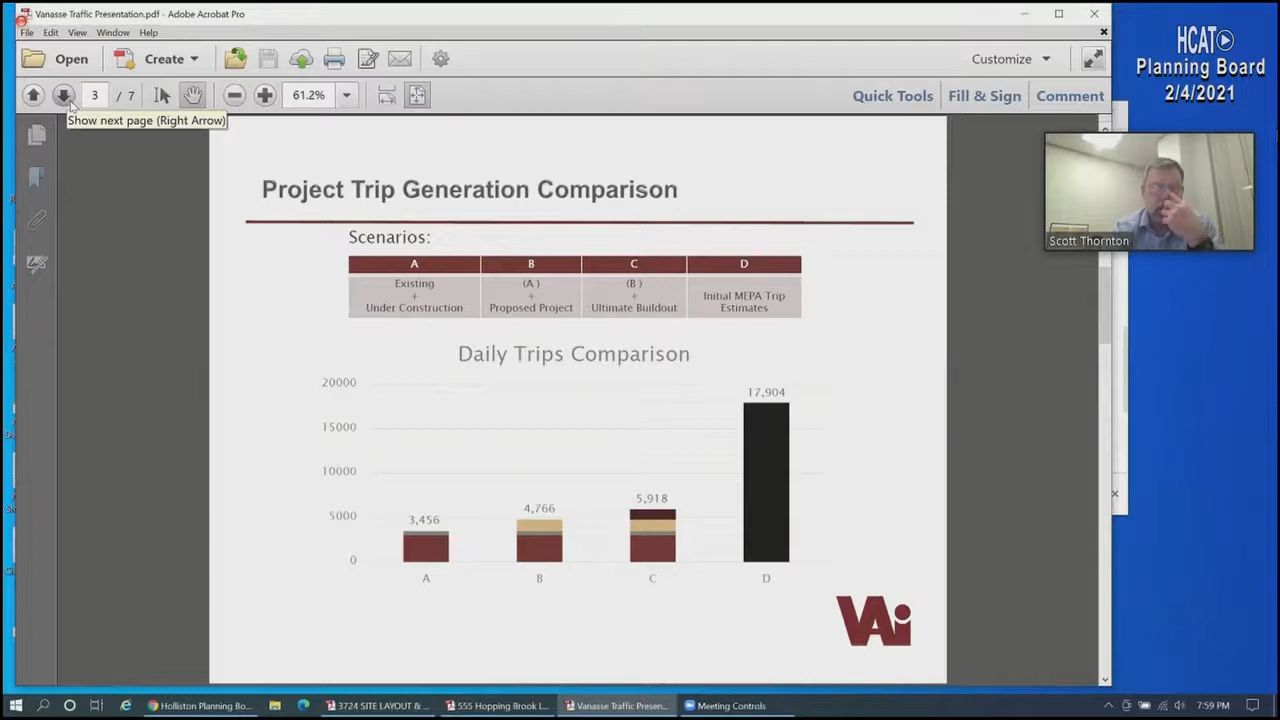 Vanasse Traffic Presentation.pdf - Adobe Acrobat Pro
File Edit View Window Help
Open Create Customize
3 / 7 61.2% Quick Tools Fill & Sign Comment
Show next page (Right Arrow)
HCAT
Planning Board
2/4/2021
Scott Thornton
Project Trip Generation Comparison
Scenarios:
A B C D
Existing (A ) (B )
+ + + Initial MEPA Trip
Under Construction Proposed Project Ultimate Buildout Estimates
Daily Trips Comparison
20000
17,904
15000
10000
5,918
4,766
5000 3,456
0
A B C D
VAi
Holliston Planning Bo... 3724 SITE LAYOUT & ... 555 Hopping Brook L... Vanasse Traffic Presen... Meeting Controls 7:59 PM